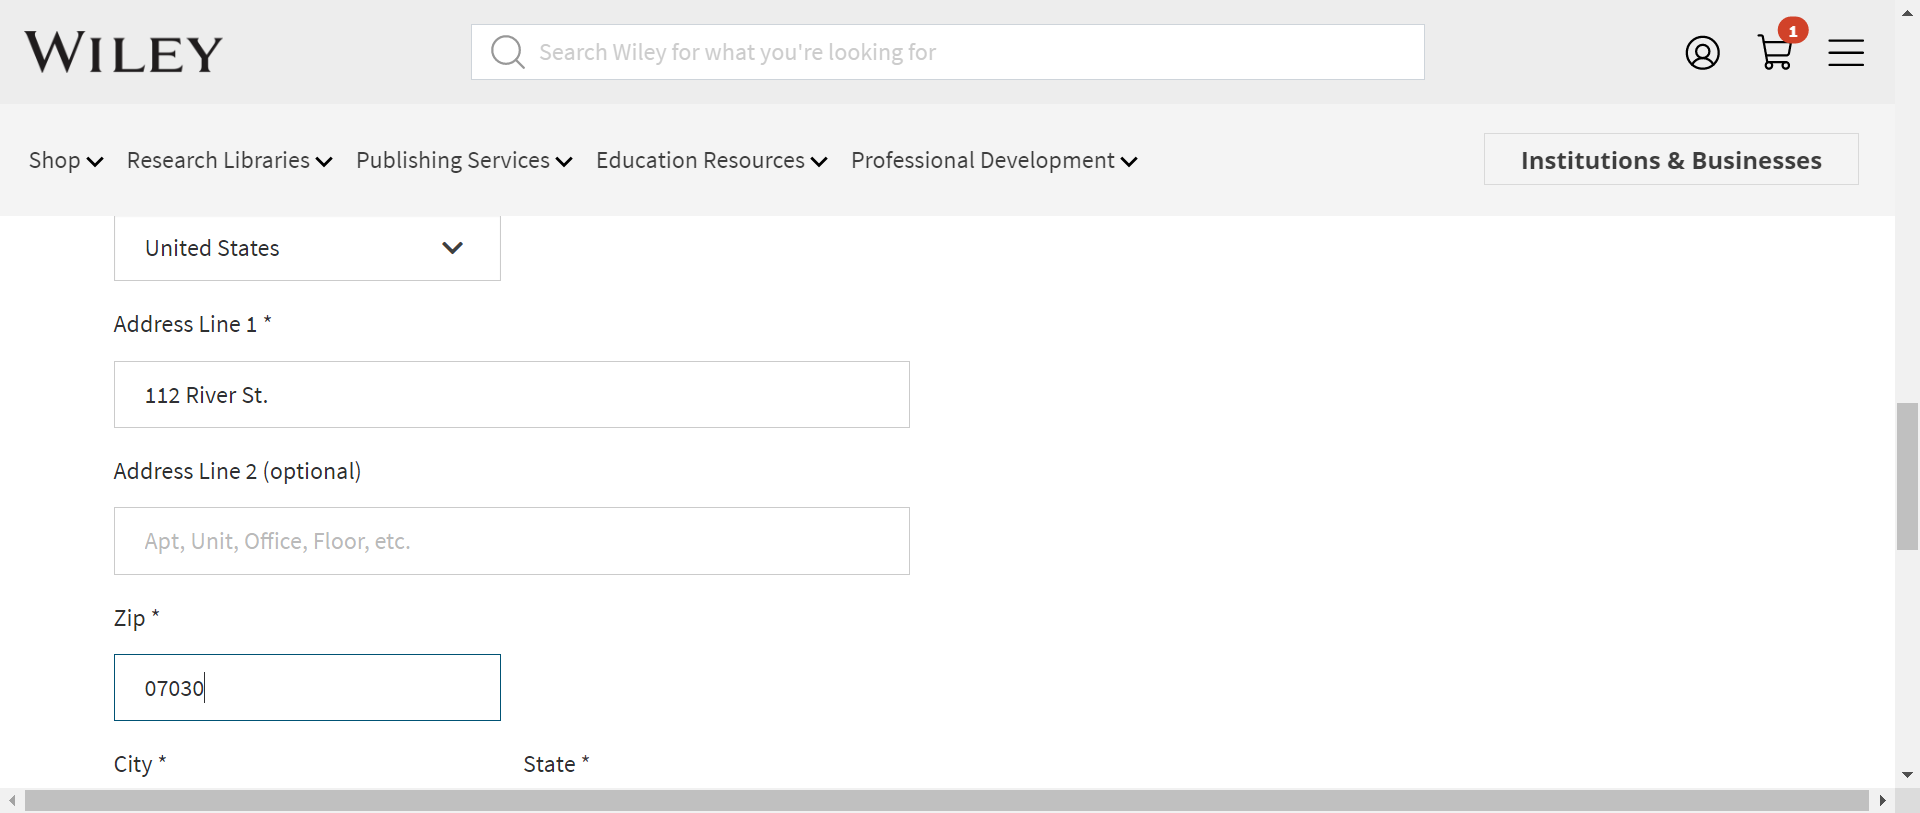 WILEY
Search Wiley for what you're looking for
1
Shop
Research Libraries
Publishing Services
Education Resources
Professional Development
Institutions & Businesses
United States
Address Line 1 *
112 River St.
Address Line 2 (optional)
Apt, Unit, Office, Floor, etc.
Zip *
07030
City *
State *